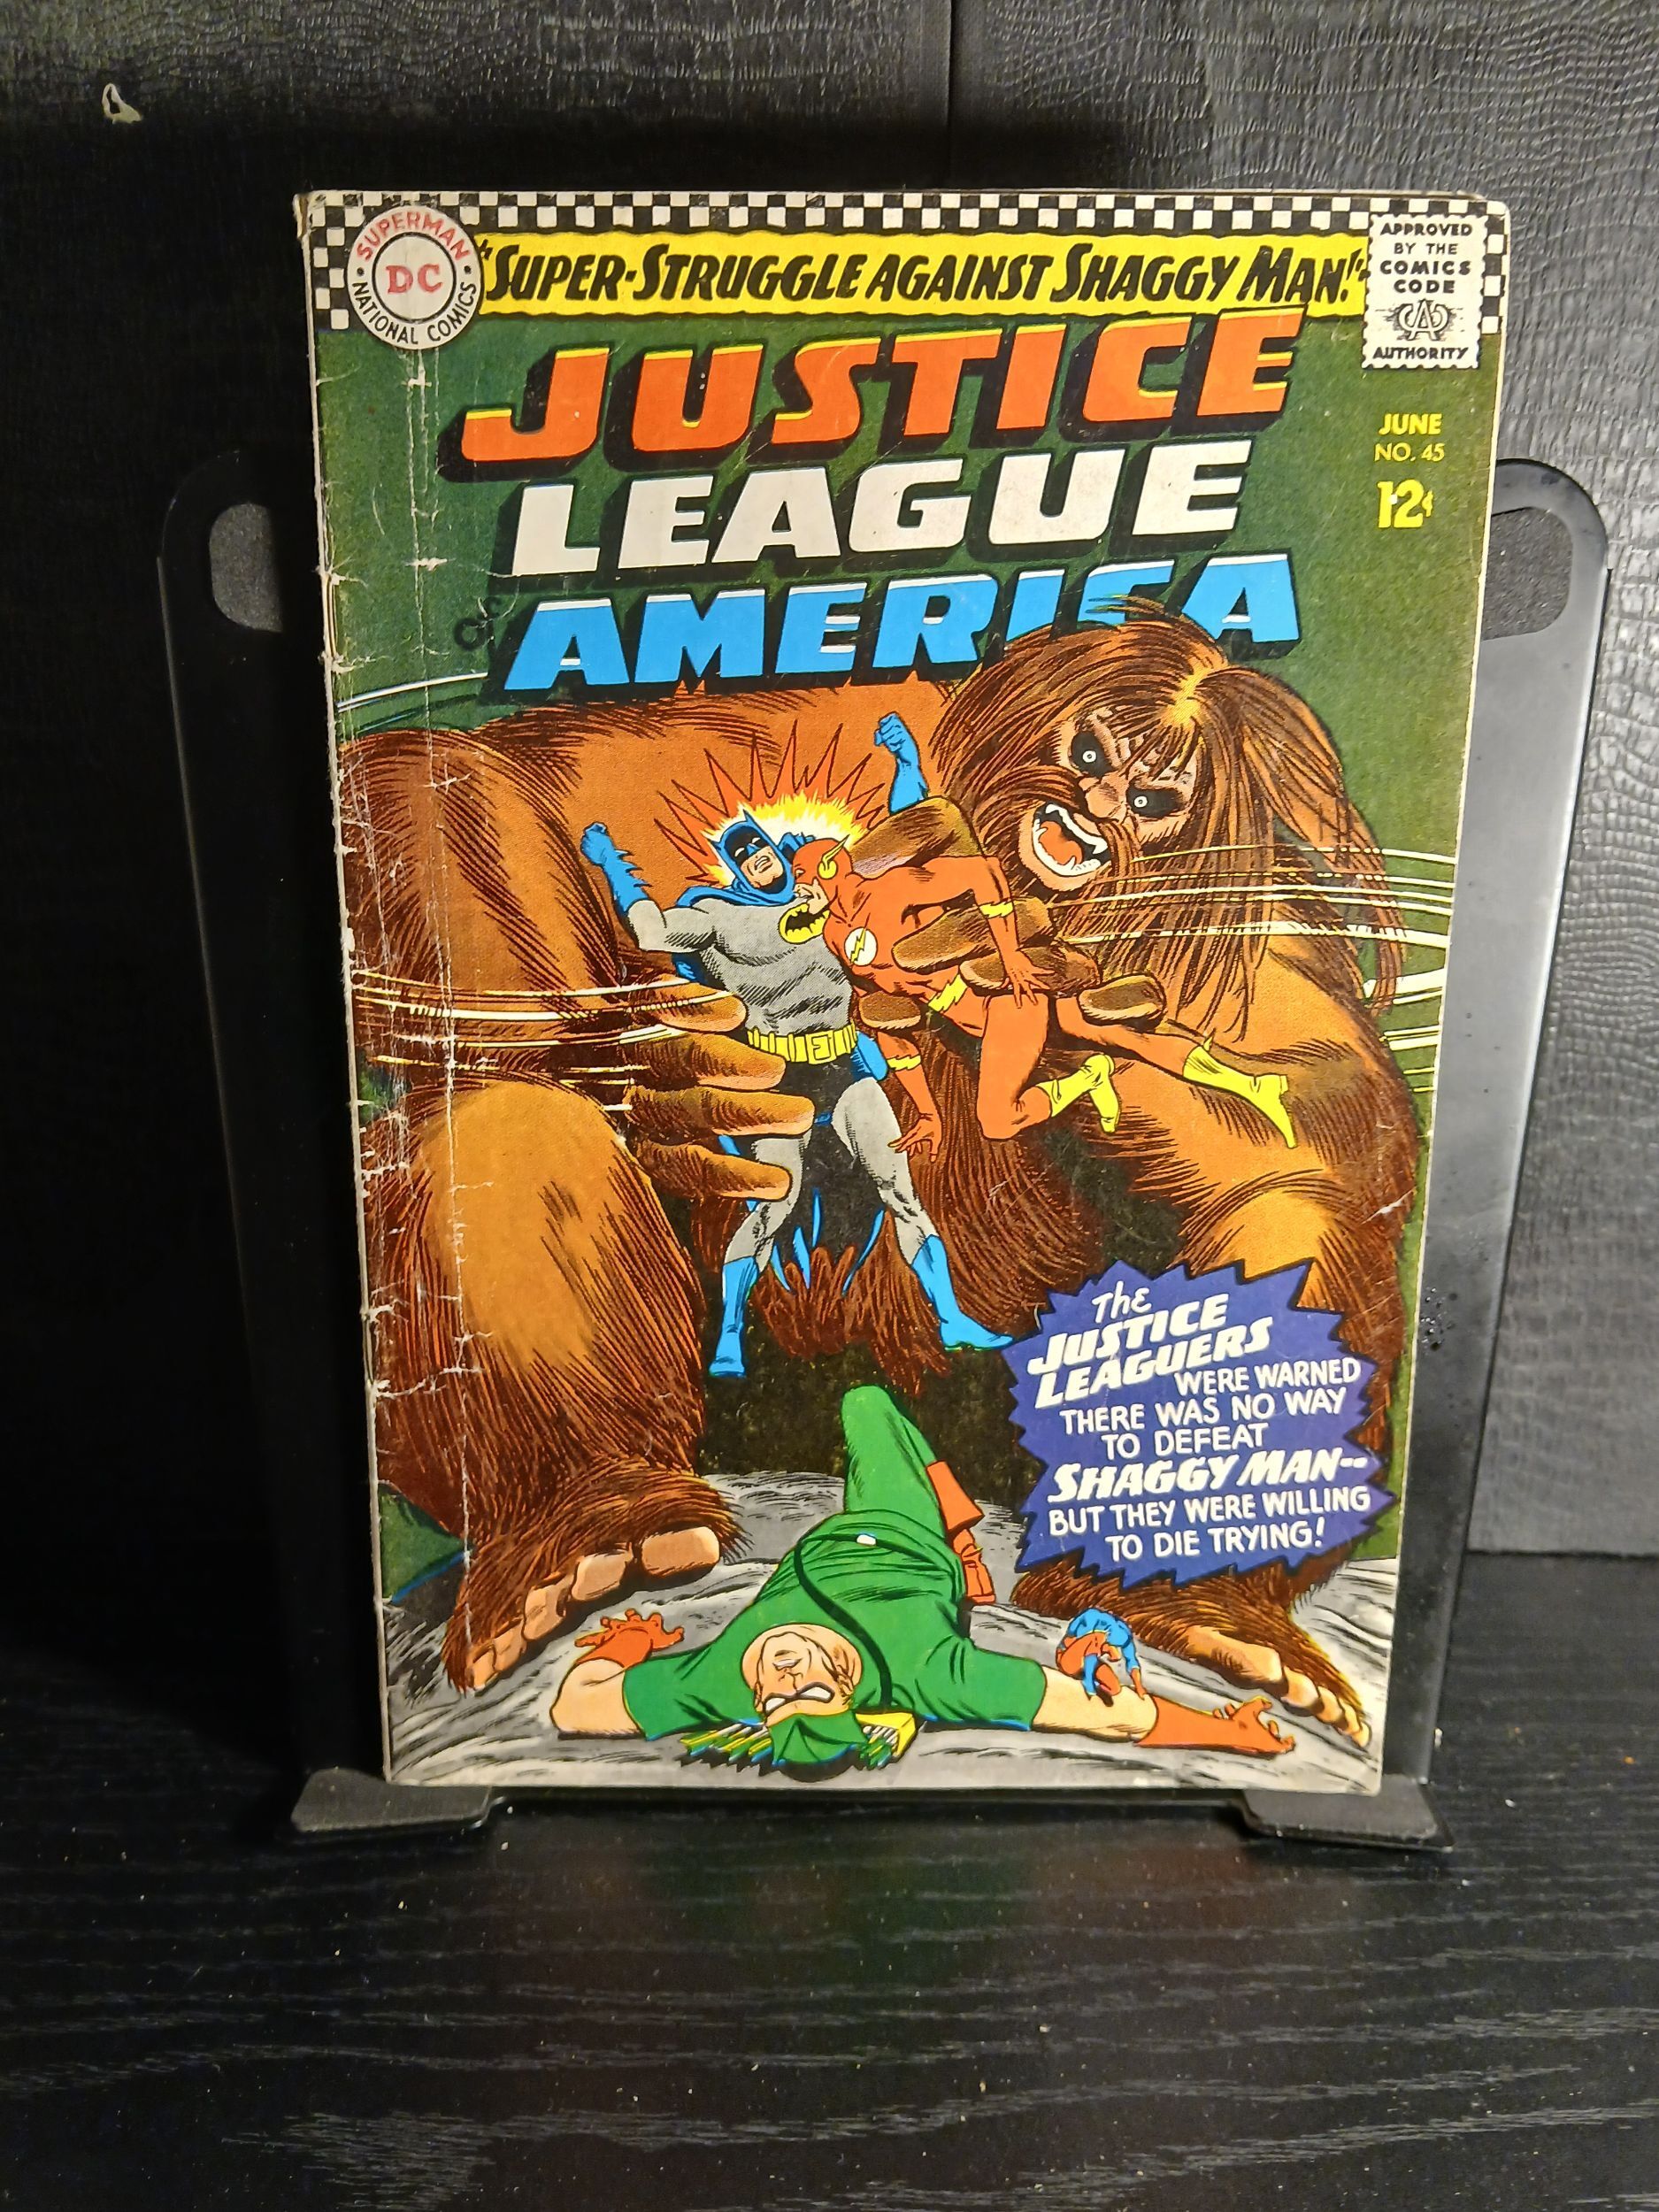 SUPERMAN
DC
NATIONAL COMICS
"SUPER-STRUGGLE AGAINST SHAGGY MAN!"
APPROVED
BY THE
COMICS
CODE
AUTHORITY
JUSTICE
LEAGUE
AMERICA
JUNE
NO. 45
12¢
The
JUSTICE
LEAGUERS
WERE WARNED
THERE WAS NO WAY
TO DEFEAT
SHAGGY MAN--
BUT THEY WERE WILLING
TO DIE TRYING!